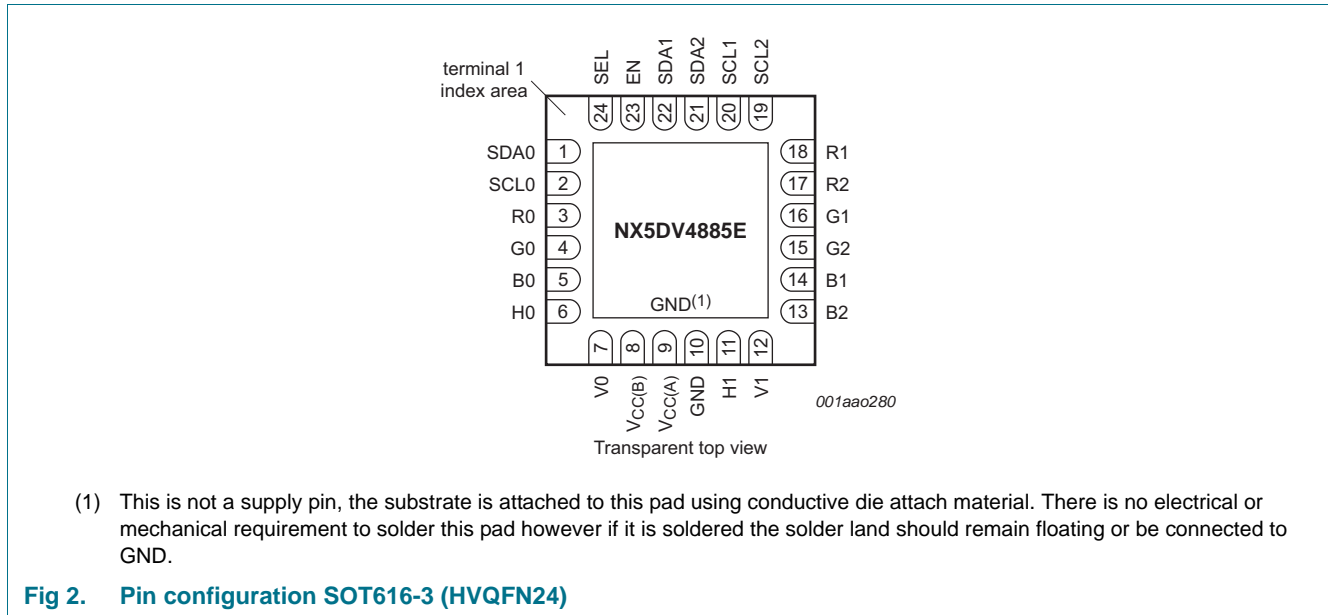 terminal 1
index area
SEL
EN
SDA1
SDA2
SCL1
SCL2
24
23
22
21
20
19
SDA0 1
SCL0 2
R0 3
G0 4
B0 5
H0 6
18 R1
17 R2
16 G1
15 G2
14 B1
13 B2
NX5DV4885E
GND(1)
7
8
9
10
11
12
V0
VCC(B)
VCC(A)
GND
H1
V1
001aao280
Transparent top view
(1) This is not a supply pin, the substrate is attached to this pad using conductive die attach material. There is no electrical or
mechanical requirement to solder this pad however if it is soldered the solder land should remain floating or be connected to
GND.
Fig 2. Pin configuration SOT616-3 (HVQFN24)